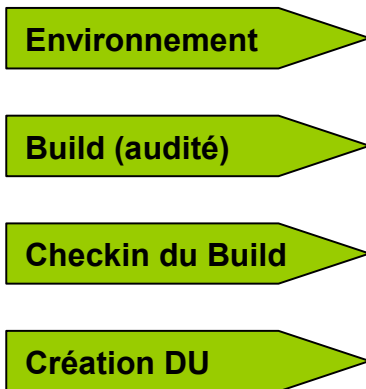 Environnement
Build (audité)
Checkin du Build
Création DU